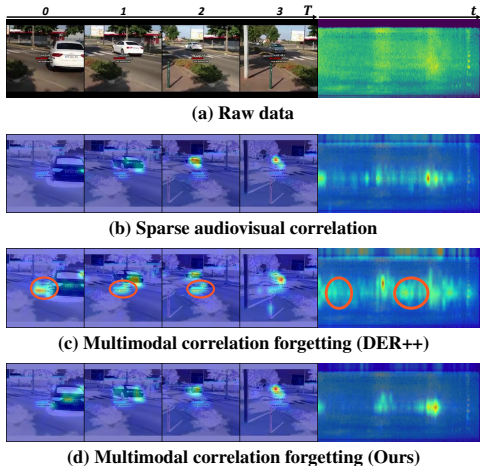 0 1 2 3 T t
(a) Raw data
(b) Sparse audiovisual correlation
(c) Multimodal correlation forgetting (DER++)
(d) Multimodal correlation forgetting (Ours)